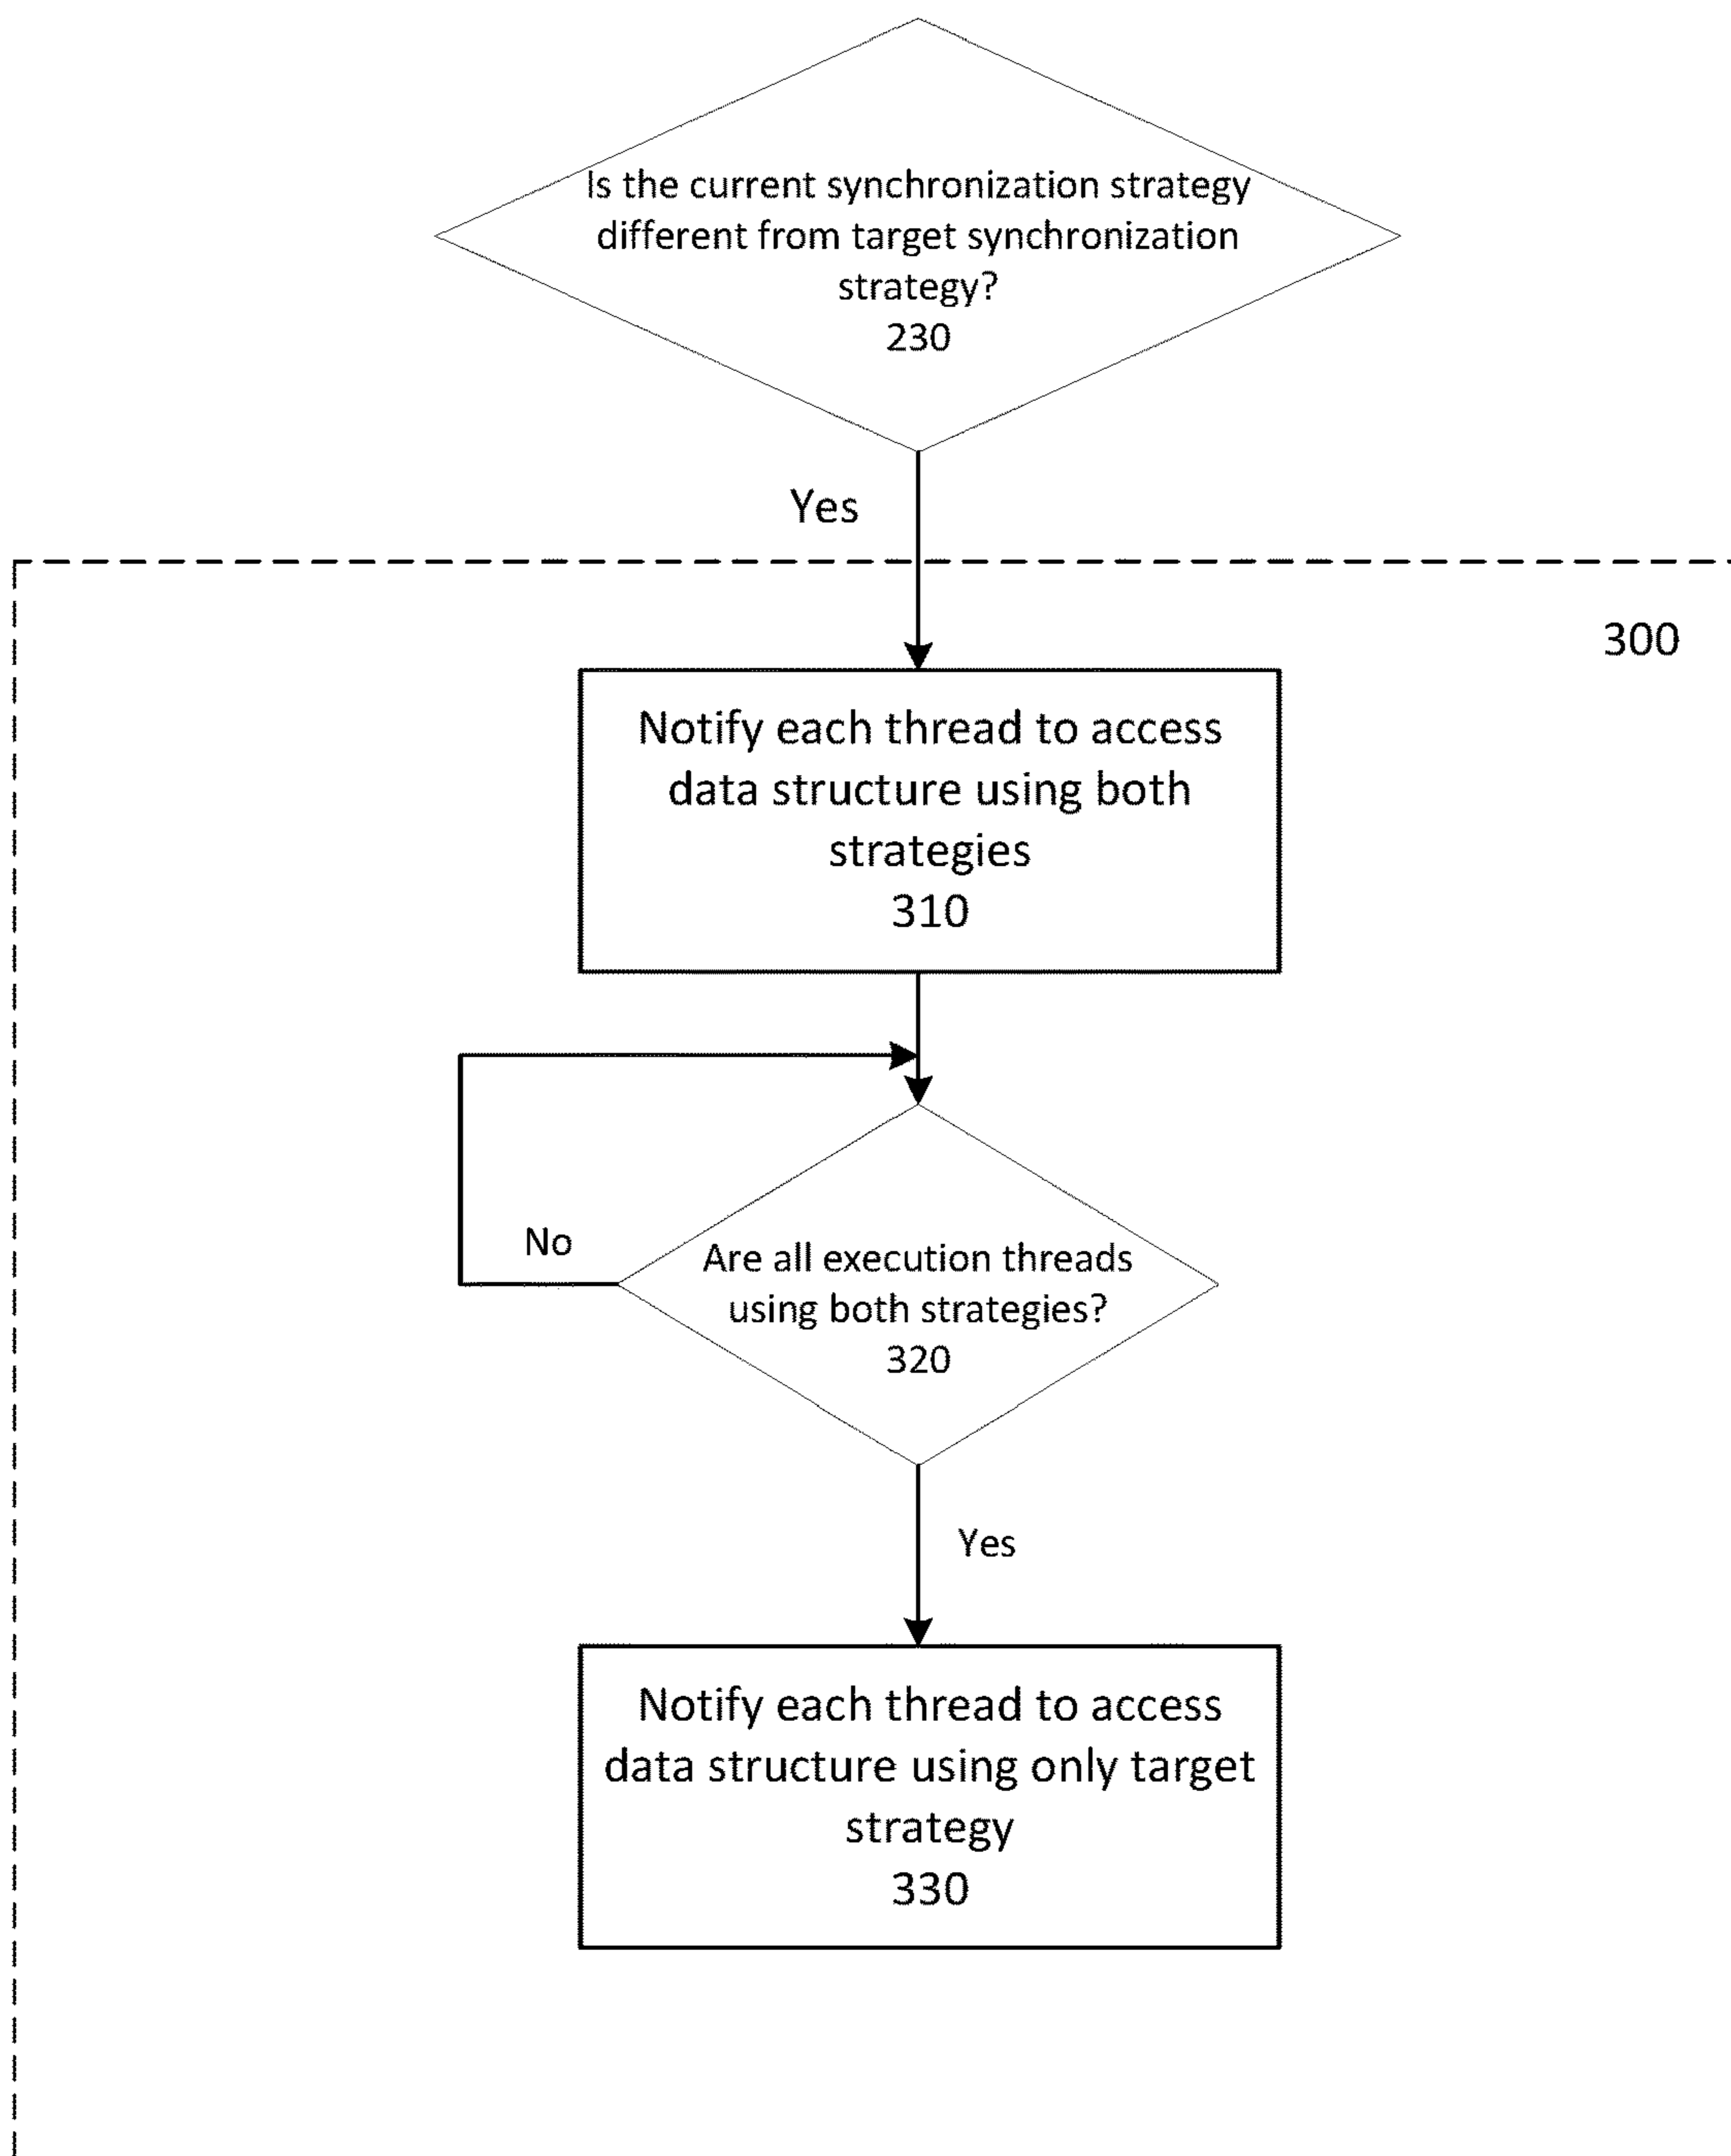 Is the current synchronization strategy
different from target synchronization
strategy?
230
Yes
300
Notify each thread to access
data structure using both
strategies
310
No
Are all execution threads
using both strategies?
320
Yes
Notify each thread to access
data structure using only target
strategy
330